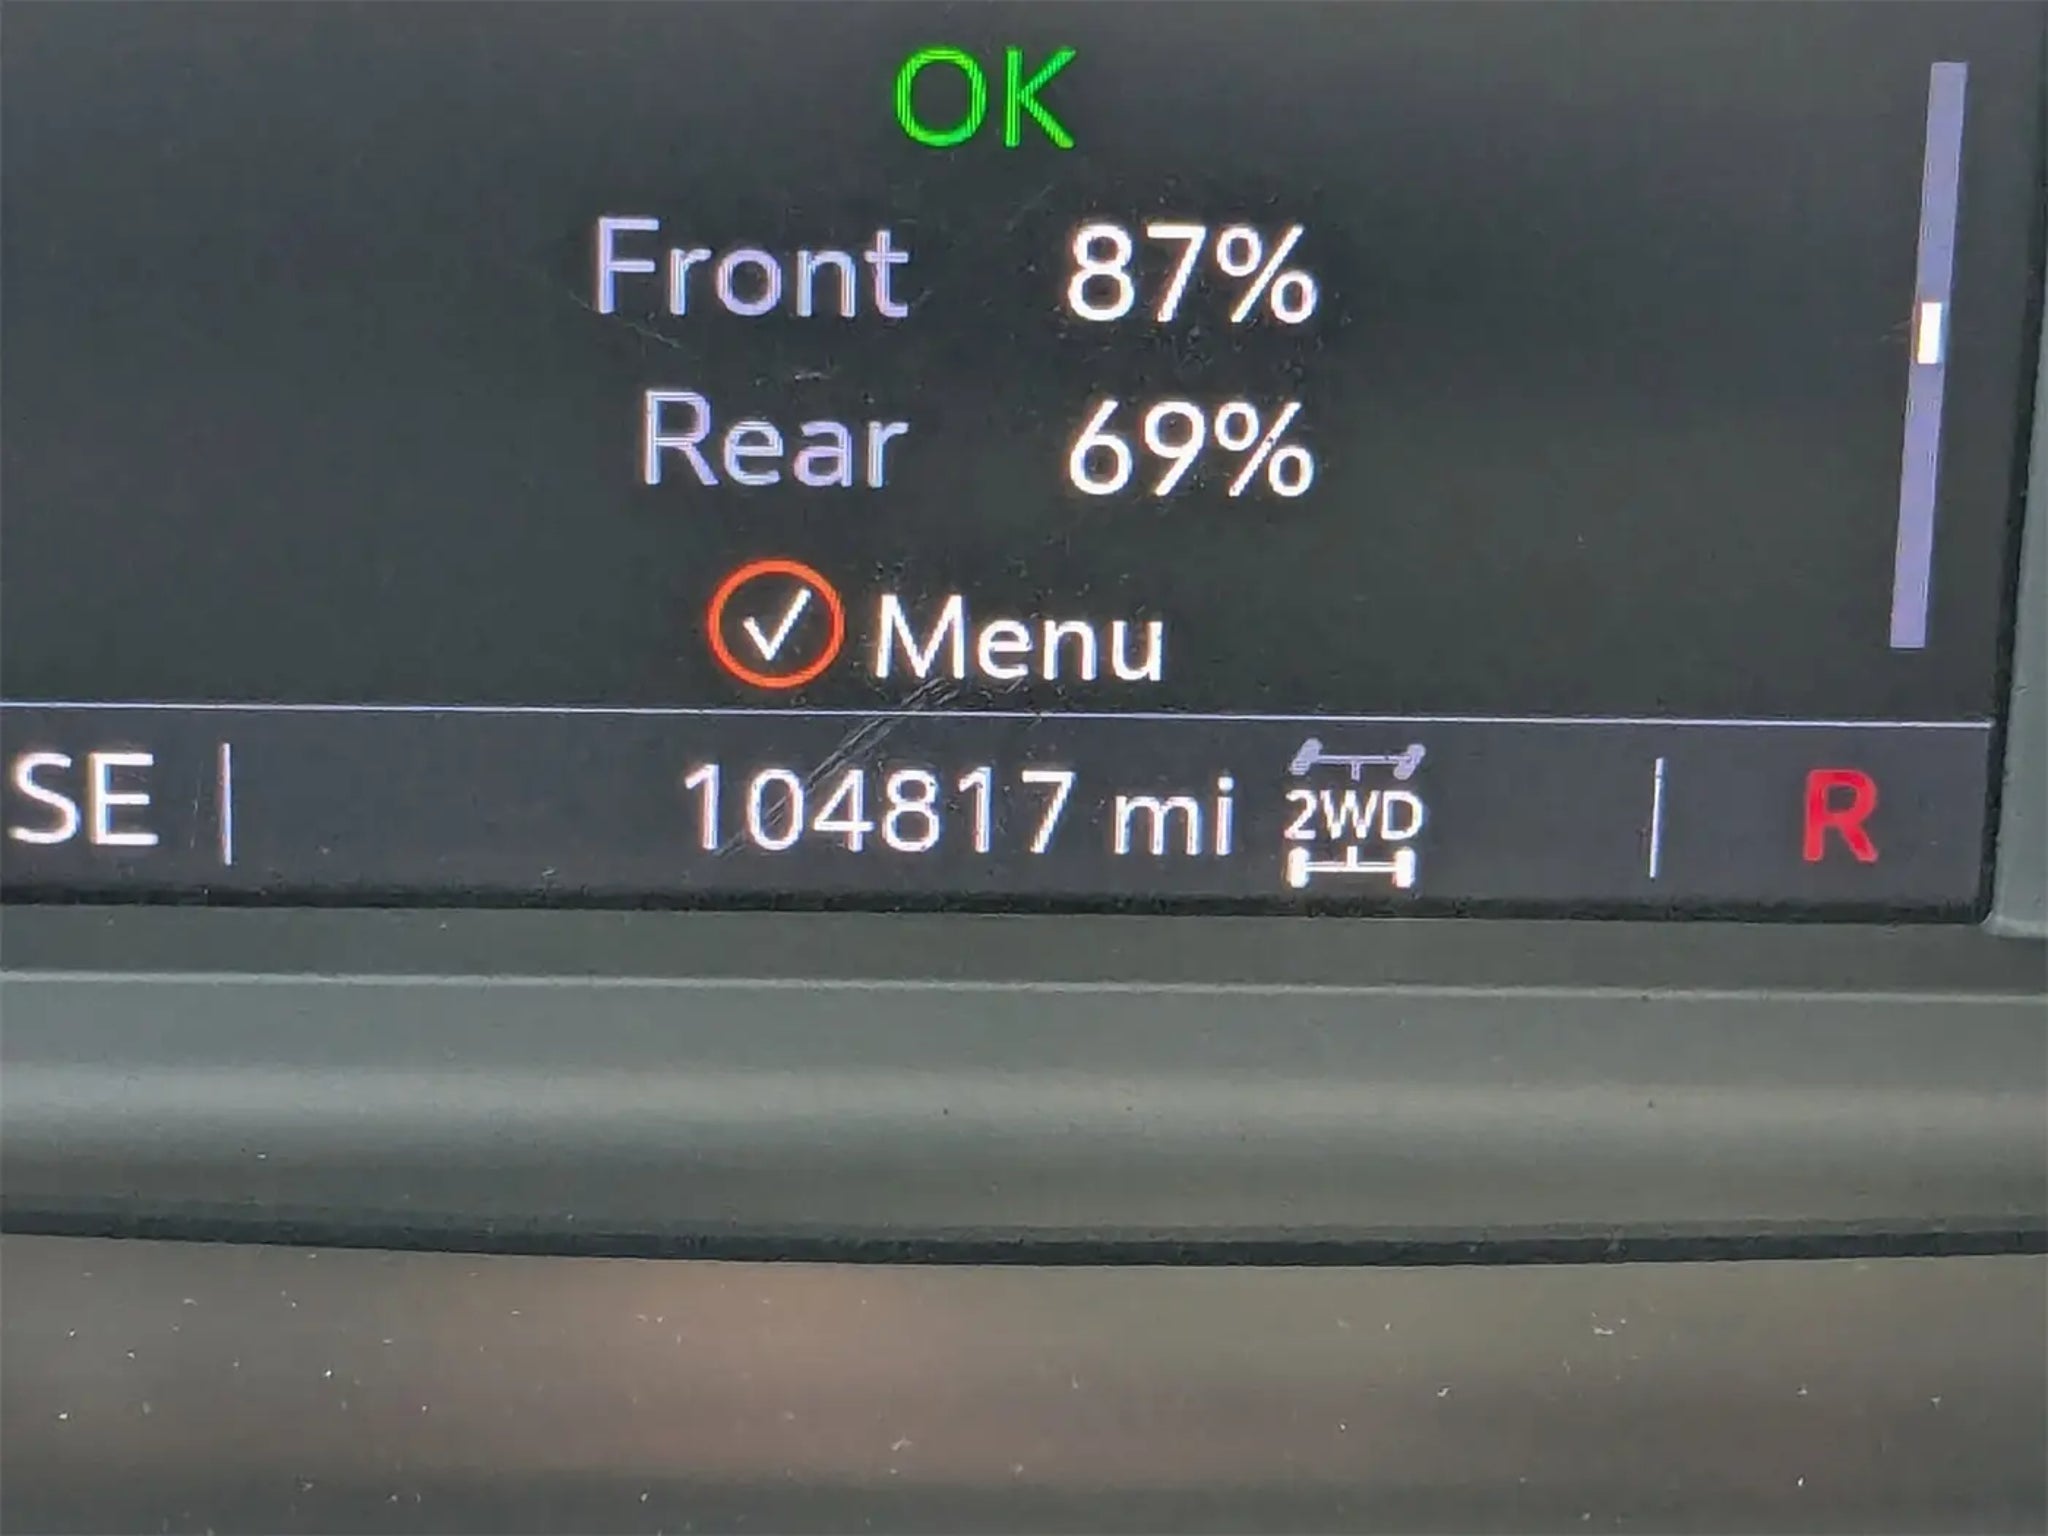 OK
Front 87%
Rear 69%
Menu
SE 104817 mi 2WD R